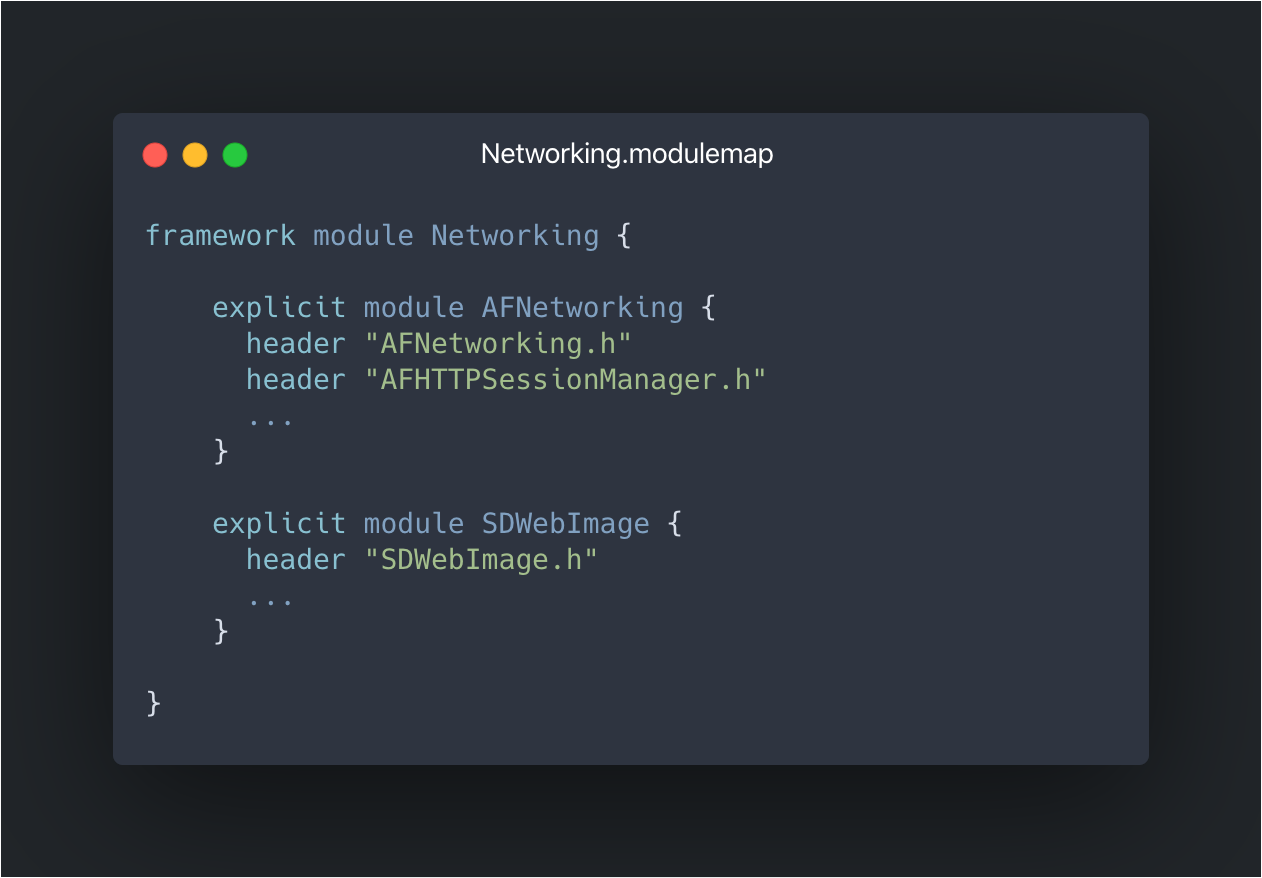 Networking.modulemap
framework module Networking {
explicit module AFNetworking {
header "AFNetworking.h"
header "AFHTTPSessionManager.h"
...
}
explicit module SDWebImage {
header "SDWebImage.h"
...
}
}